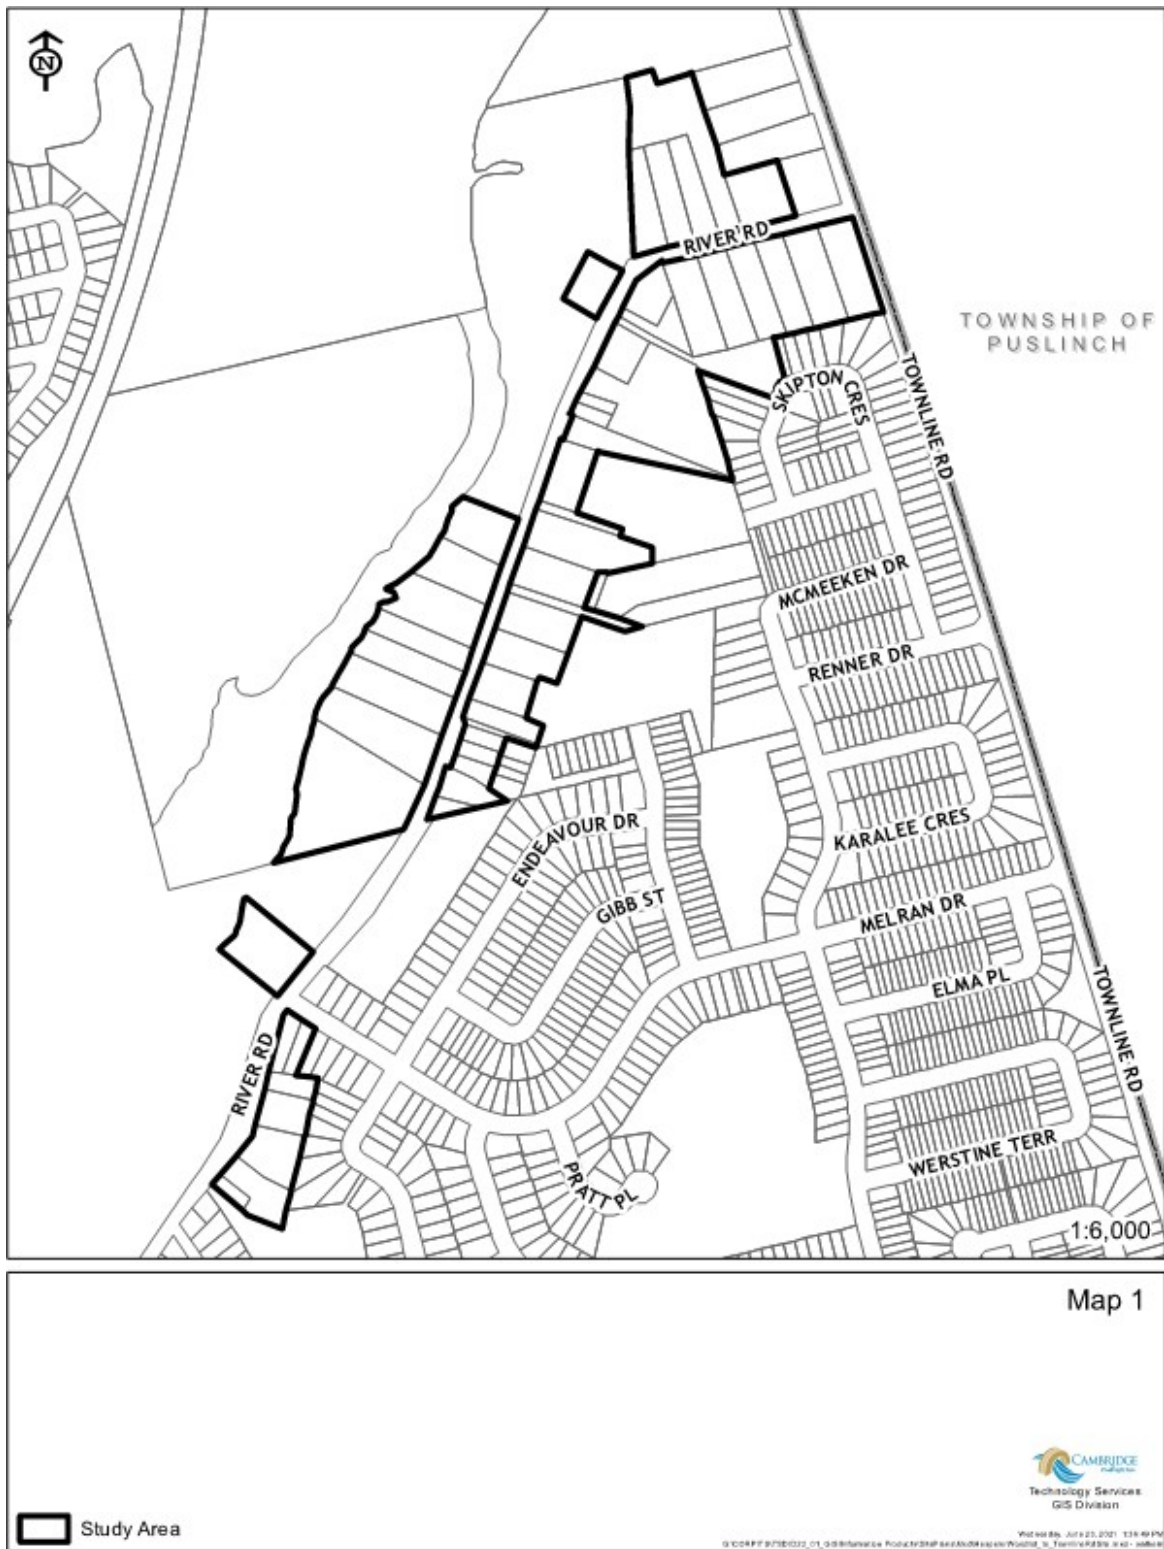 N
RIVER RD
TOWNSHIP OF
PUSLINCH
SKIPTON CRES
TOWNLINE RD
MCMEEKEN DR
RENNER DR
ENDEAVOUR DR
KARALEE CRES
GIBB ST
MELRAN DR
ELMA PL
TOWNLINE RD
RIVER RD
WERSTINE TERR
PRATT PL
1:6,000
Map 1
CAMBRIDGE
Technology Services
GIS Division
Study Area